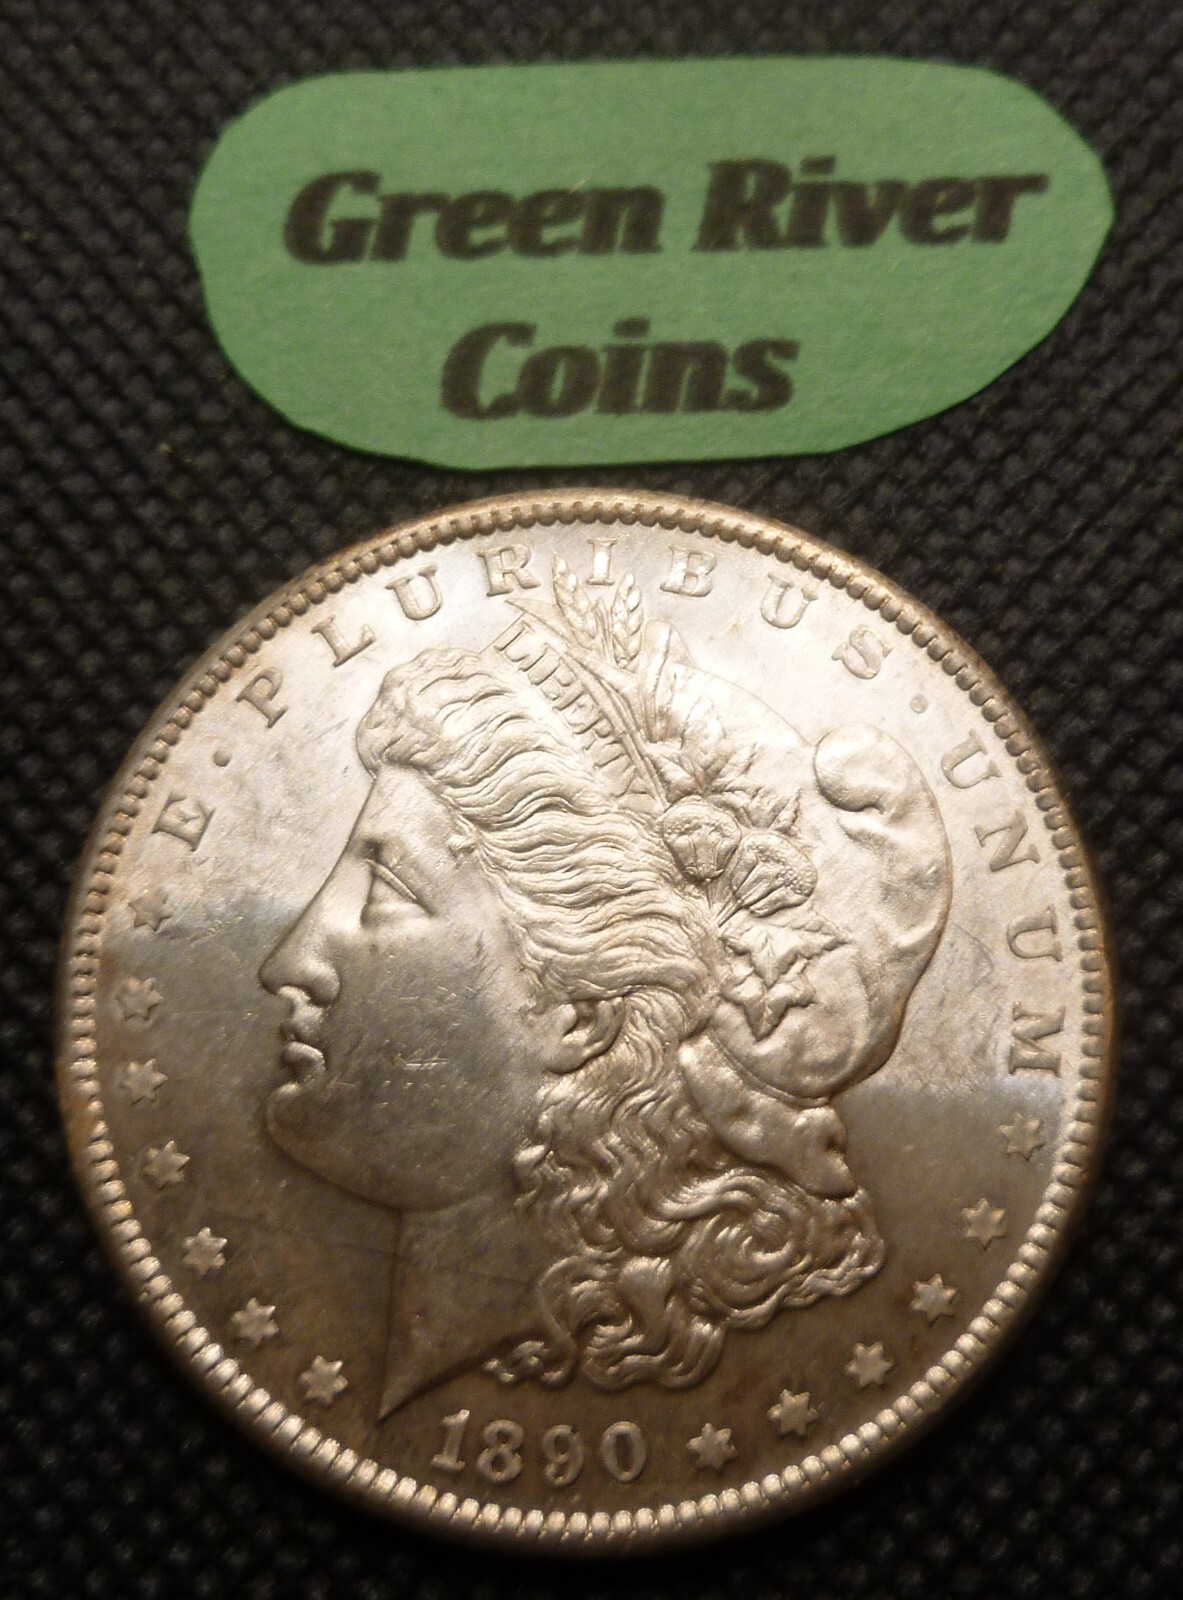 Green River
Coins
E · PLURIBUS · UNUM
LIBERTY
1890